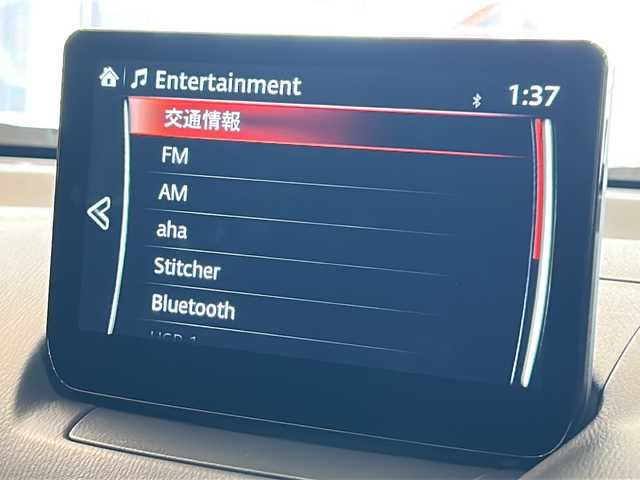 Entertainment
1:37
交通情報
FM
AM
aha
Stitcher
Bluetooth